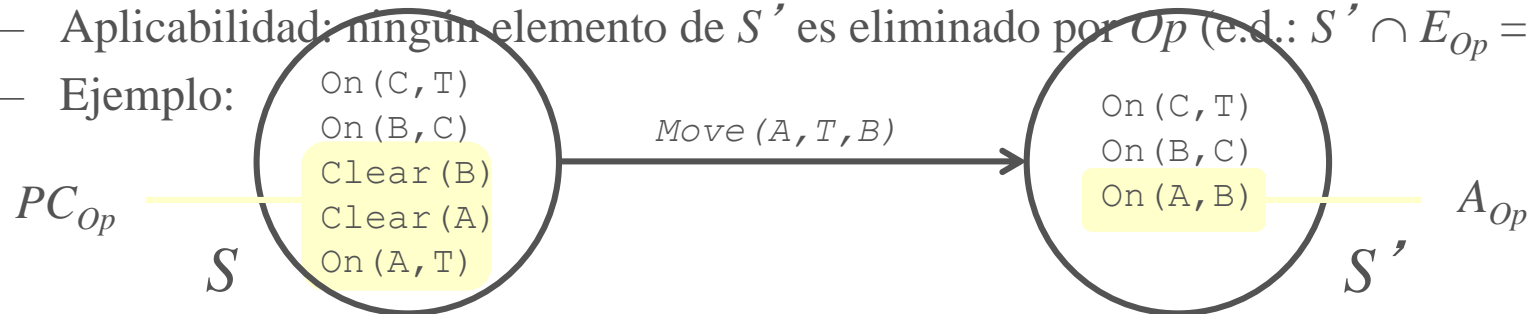 – Aplicabilidad: ningún elemento de S’ es eliminado por Op (e.d.: S’ ∩ E_Op =
– Ejemplo:
On(C,T)
On(B,C)
Clear(B)
Clear(A)
On(A,T)
PC_Op
S
Move(A,T,B)
On(C,T)
On(B,C)
On(A,B)
A_Op
S’